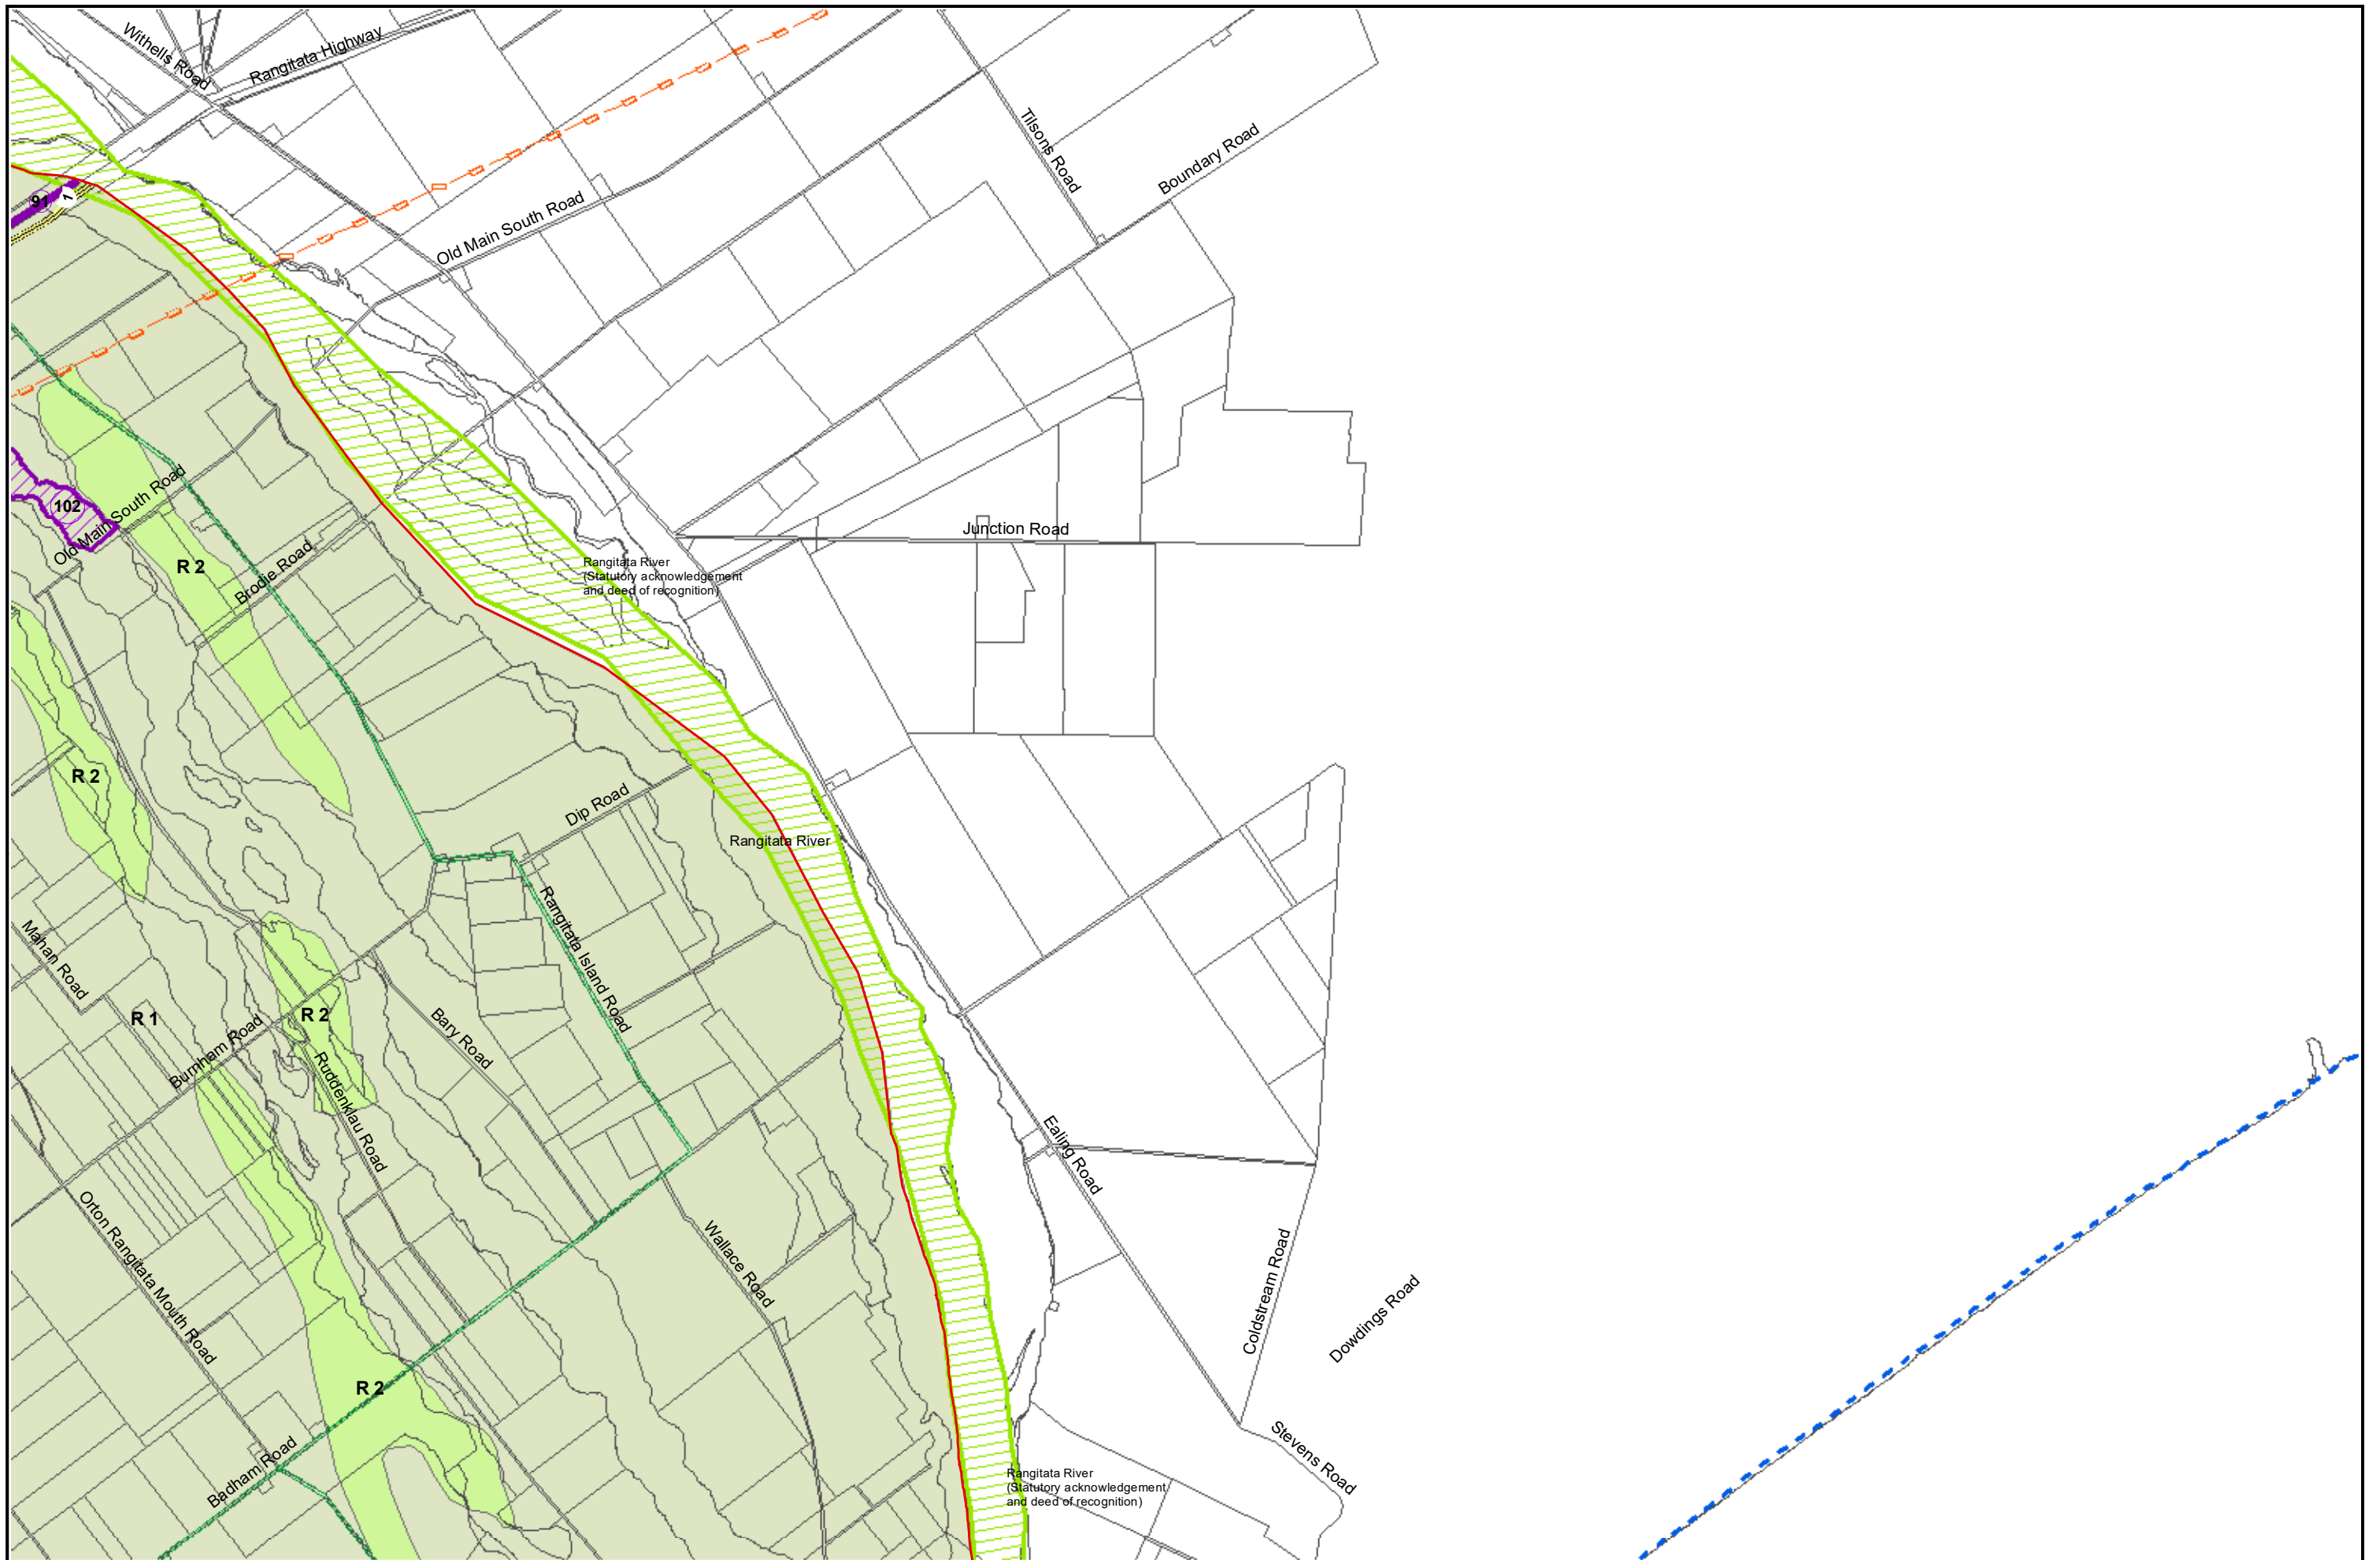 Withells Road
Rangitata Highway
Tilsons Road
Boundary Road
91
1
Old Main South Road
102
Old Main South Road
Junction Road
R 2
Brodie Road
Rangitata River
(Statutory acknowledgement
and deed of recognition)
R 2
Dip Road
Rangitata River
Rangitata Island Road
Mahan Road
R 1
R 2
Burnham Road
Bary Road
Ruddenklau Road
Ealing Road
Orton Rangitata Mouth Road
Wallace Road
Coldstream Road
Dowdings Road
R 2
Badham Road
Stevens Road
Rangitata River
(Statutory acknowledgement
and deed of recognition)